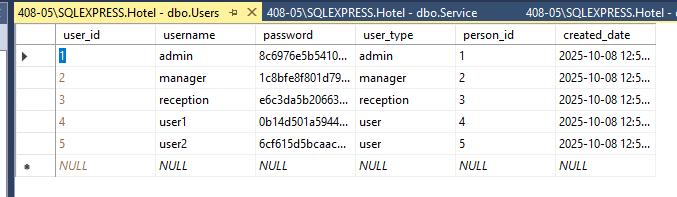 408-05\SQLEXPRESS.Hotel - dbo.Users 408-05\SQLEXPRESS.Hotel - dbo.Service 408-05\SQLEXPRESS.Hotel - dbo
user_id username password user_type person_id created_date
1 admin 8c6976e5b5410... admin 1 2025-10-08 12:5...
2 manager 1c8bfe8f801d79... manager 2 2025-10-08 12:5...
3 reception e6c3da5b20663... reception 3 2025-10-08 12:5...
4 user1 0b14d501a5944... user 4 2025-10-08 12:5...
5 user2 6cf615d5bcaac... user 5 2025-10-08 12:5...
NULL NULL NULL NULL NULL NULL